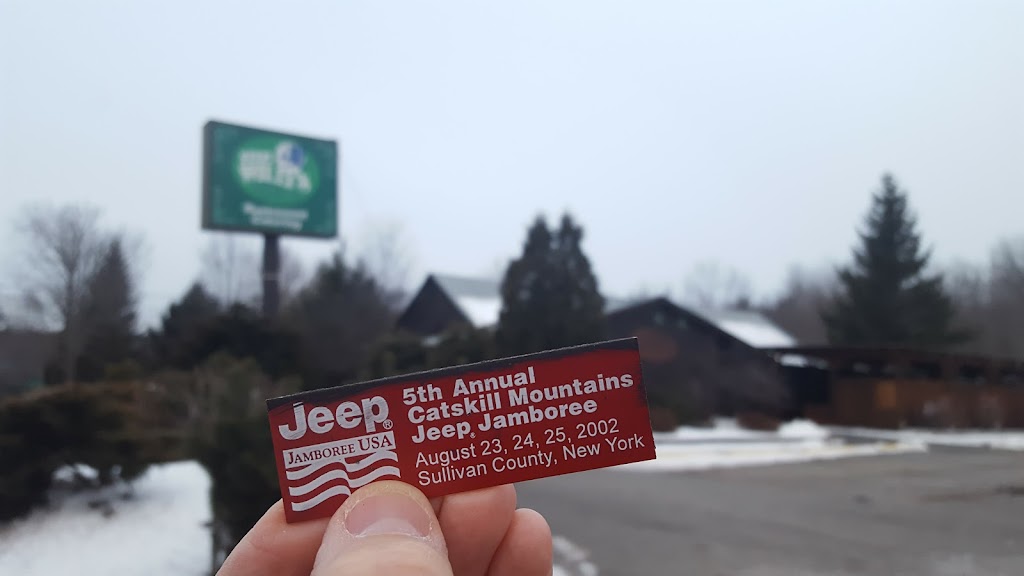 Jeep®
JAMBOREE USA
5th Annual
Catskill Mountains
Jeep® Jamboree
August 23, 24, 25, 2002
Sullivan County, New York